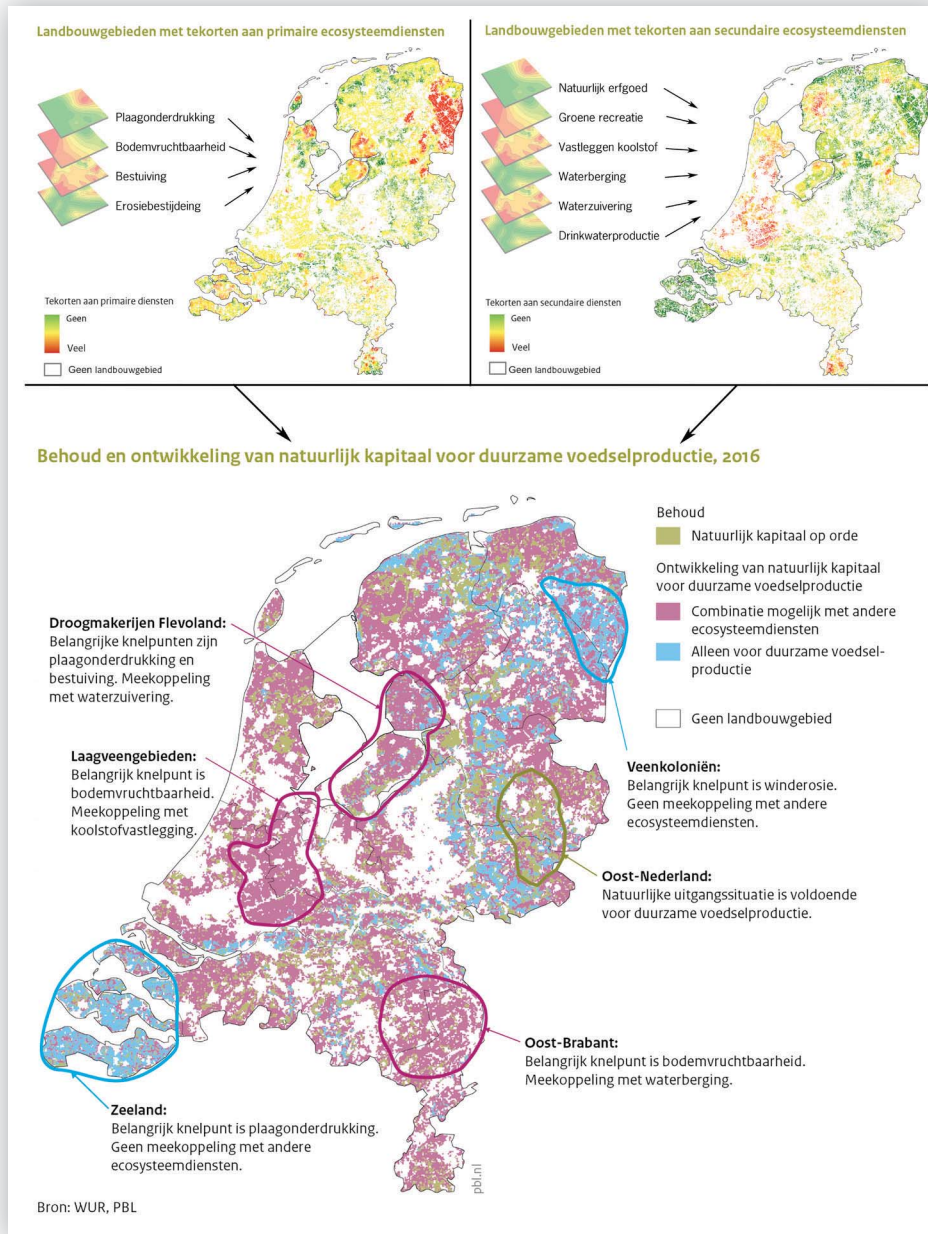 Landbouwgebieden met tekorten aan primaire ecosysteemdiensten
Plaagonderdrukking
Bodemvruchtbaarheid
Bestuiving
Erosiebestijdeing
Tekorten aan primaire diensten
Geen
Veel
Geen landbouwgebied
Landbouwgebieden met tekorten aan secundaire ecosysteemdiensten
Natuurlijk erfgoed
Groene recreatie
Vastleggen koolstof
Waterberging
Waterzuivering
Drinkwaterproductie
Tekorten aan secundaire diensten
Geen
Veel
Geen landbouwgebied
Behoud en ontwikkeling van natuurlijk kapitaal voor duurzame voedselproductie, 2016
Behoud
Natuurlijk kapitaal op orde
Ontwikkeling van natuurlijk kapitaal
voor duurzame voedselproductie
Combinatie mogelijk met andere
ecosysteemdiensten
Alleen voor duurzame voedsel-
productie
Geen landbouwgebied
Droogmakerijen Flevoland:
Belangrijke knelpunten zijn
plaagonderdrukking en
bestuiving. Meekoppeling
met waterzuivering.
Laagveengebieden:
Belangrijk knelpunt is
bodemvruchtbaarheid.
Meekoppeling met
koolstofvastlegging.
Veenkoloniën:
Belangrijk knelpunt is winderosie.
Geen meekoppeling met andere
ecosysteemdiensten.
Oost-Nederland:
Natuurlijke uitgangssituatie is voldoende
voor duurzame voedselproductie.
Oost-Brabant:
Belangrijk knelpunt is bodemvruchtbaarheid.
Meekoppeling met waterberging.
Zeeland:
Belangrijk knelpunt is plaagonderdrukking.
Geen meekoppeling met andere
ecosysteemdiensten.
pbl.nl
Bron: WUR, PBL